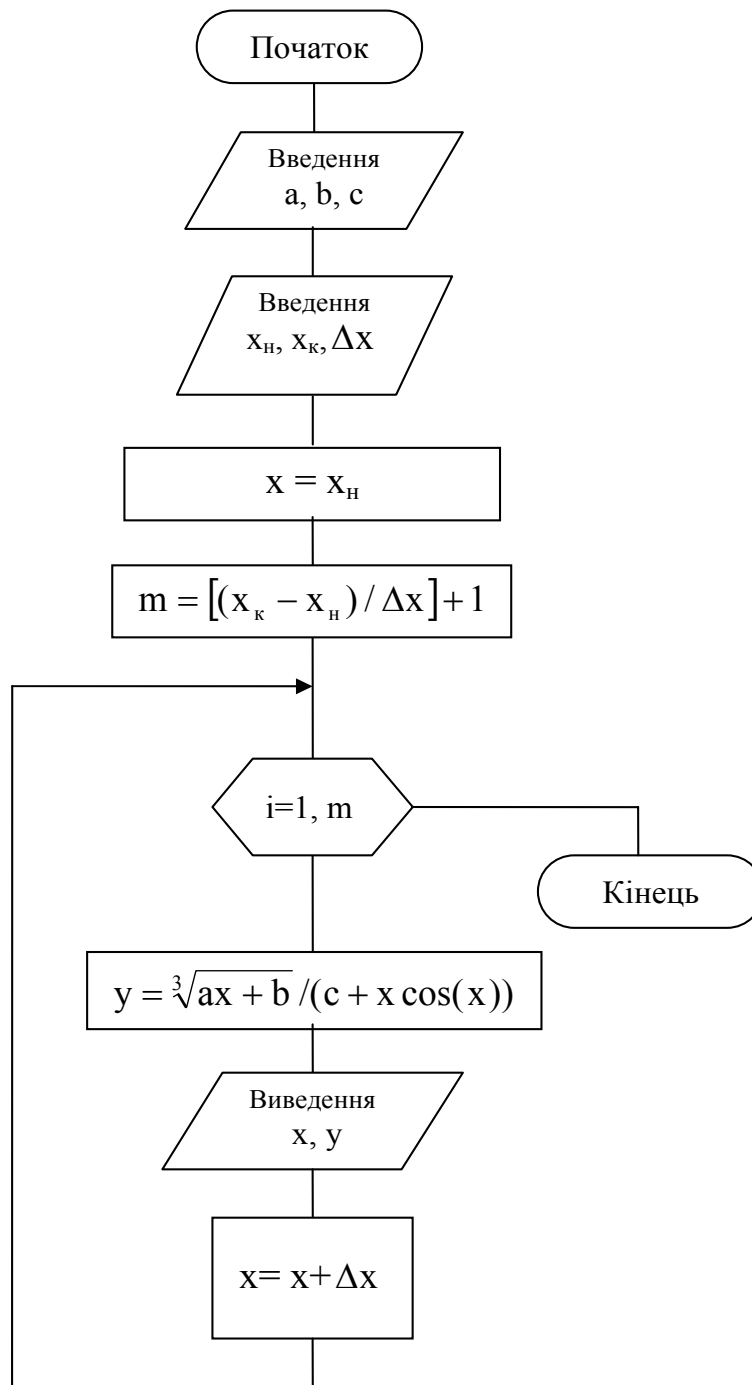 Початок
Введення
a, b, c
Введення
xн, xк, Δx
x = xн
m = [(xк − xн) / Δx] + 1
i=1, m
Кінець
y = ∛(ax + b) /(c + x cos(x))
Виведення
x, y
x= x+ Δx